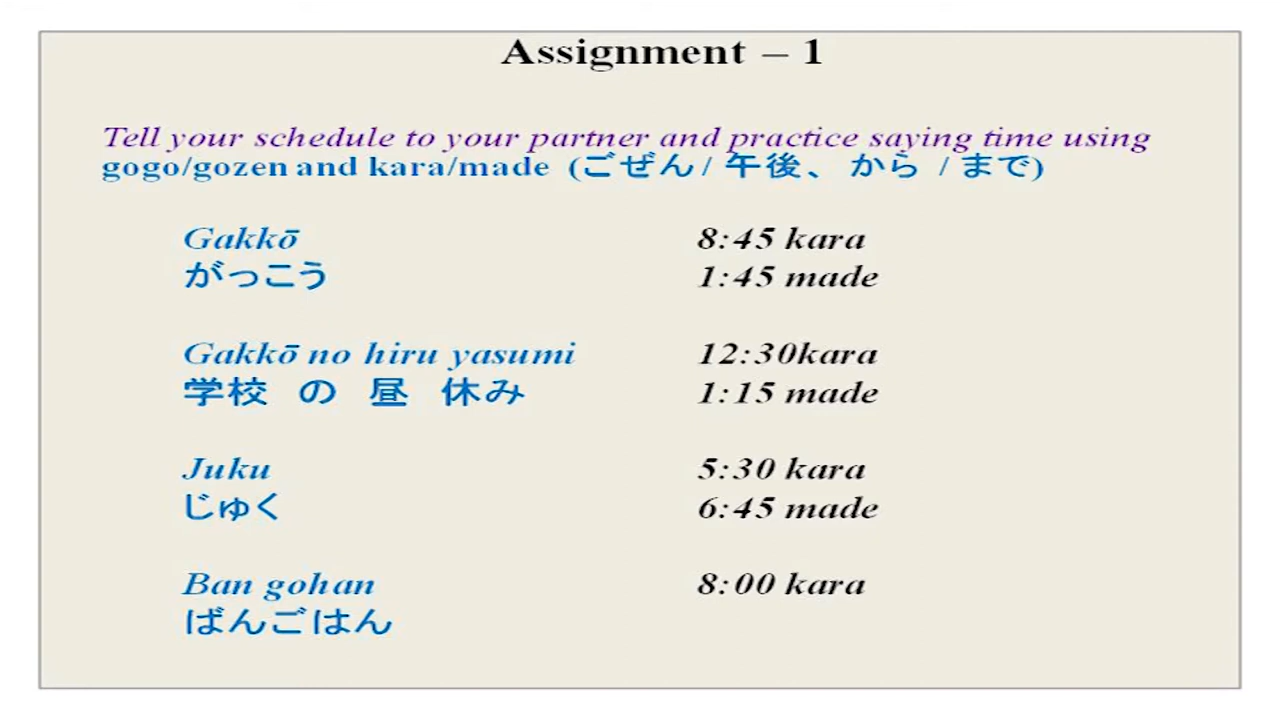 Assignment – 1
Tell your schedule to your partner and practice saying time using
gogo/gozen and kara/made (ごぜん / 午後、 から / まで)
Gakkō 8:45 kara
がっこう 1:45 made
Gakkō no hiru yasumi 12:30kara
学校 の 昼 休み 1:15 made
Juku 5:30 kara
じゅく 6:45 made
Ban gohan 8:00 kara
ばんごはん